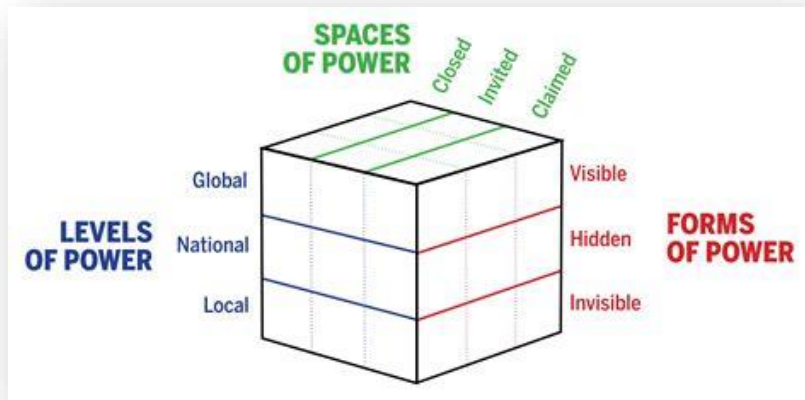 SPACES
OF POWER
Closed
Invited
Claimed
LEVELS
OF POWER
Global
National
Local
Visible
Hidden
Invisible
FORMS
OF POWER